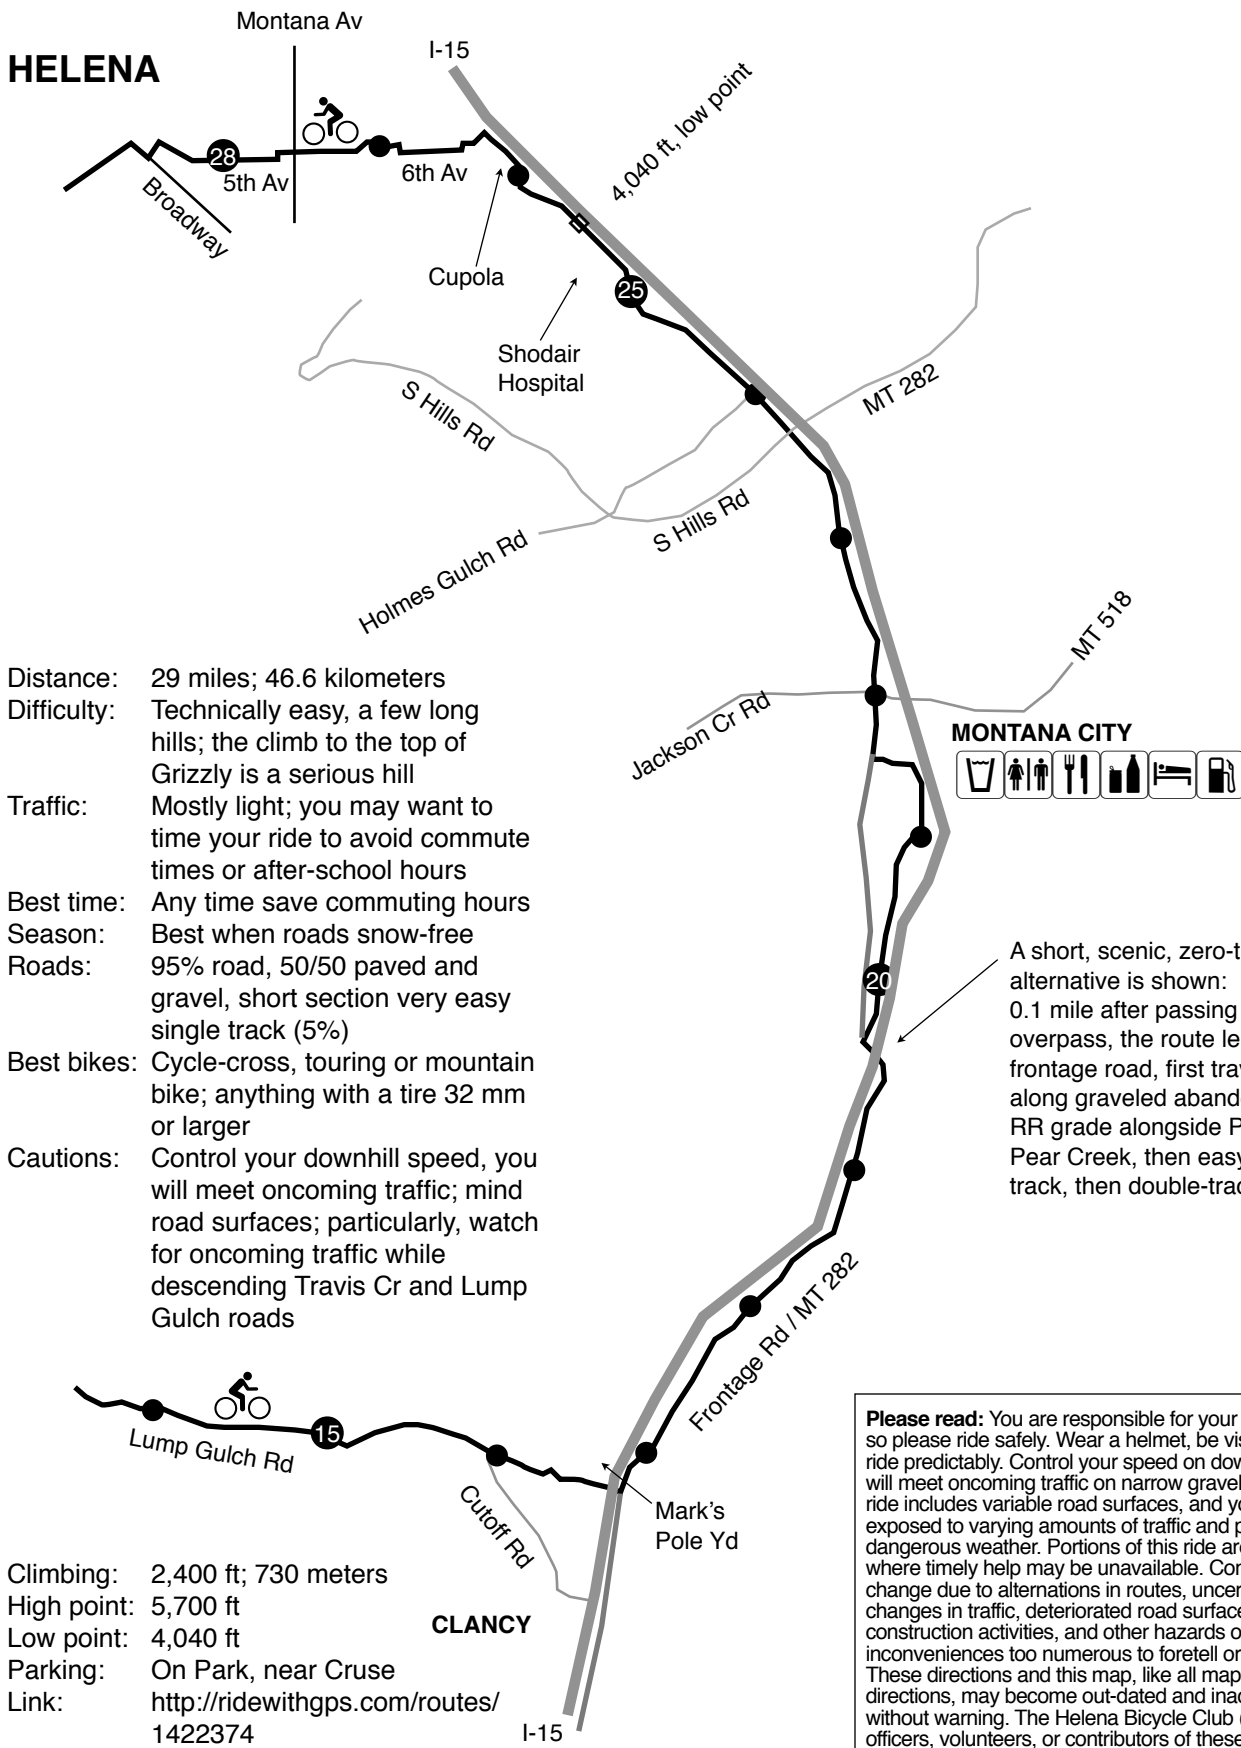 Montana Av
HELENA
I-15
4,040 ft, low point
28
5th Av
6th Av
Broadway
Cupola
25
Shodair
Hospital
S Hills Rd
MT 282
S Hills Rd
Holmes Gulch Rd
MT 518
Jackson Cr Rd
MONTANA CITY
Distance: 29 miles; 46.6 kilometers
Difficulty: Technically easy, a few long
hills; the climb to the top of
Grizzly is a serious hill
Traffic: Mostly light; you may want to
time your ride to avoid commute
times or after-school hours
Best time: Any time save commuting hours
Season: Best when roads snow-free
Roads: 95% road, 50/50 paved and
gravel, short section very easy
single track (5%)
Best bikes: Cycle-cross, touring or mountain
bike; anything with a tire 32 mm
or larger
Cautions: Control your downhill speed, you
will meet oncoming traffic; mind
road surfaces; particularly, watch
for oncoming traffic while
descending Travis Cr and Lump
Gulch roads
20
A short, scenic, zero-t
alternative is shown:
0.1 mile after passing
overpass, the route le
frontage road, first trav
along graveled aband
RR grade alongside P
Pear Creek, then easy
track, then double-trac
Frontage Rd / MT 282
15
Lump Gulch Rd
Cutoff Rd
Mark's
Pole Yd
CLANCY
I-15
Climbing: 2,400 ft; 730 meters
High point: 5,700 ft
Low point: 4,040 ft
Parking: On Park, near Cruse
Link: http://ridewithgps.com/routes/
1422374
Please read: You are responsible for your
so please ride safely. Wear a helmet, be vis
ride predictably. Control your speed on dow
will meet oncoming traffic on narrow gravel
ride includes variable road surfaces, and yo
exposed to varying amounts of traffic and p
dangerous weather. Portions of this ride are
where timely help may be unavailable. Con
change due to alternations in routes, uncer
changes in traffic, deteriorated road surface
construction activities, and other hazards o
inconveniences too numerous to foretell or
These directions and this map, like all map
directions, may become out-dated and inac
without warning. The Helena Bicycle Club (
officers, volunteers, or contributors of these